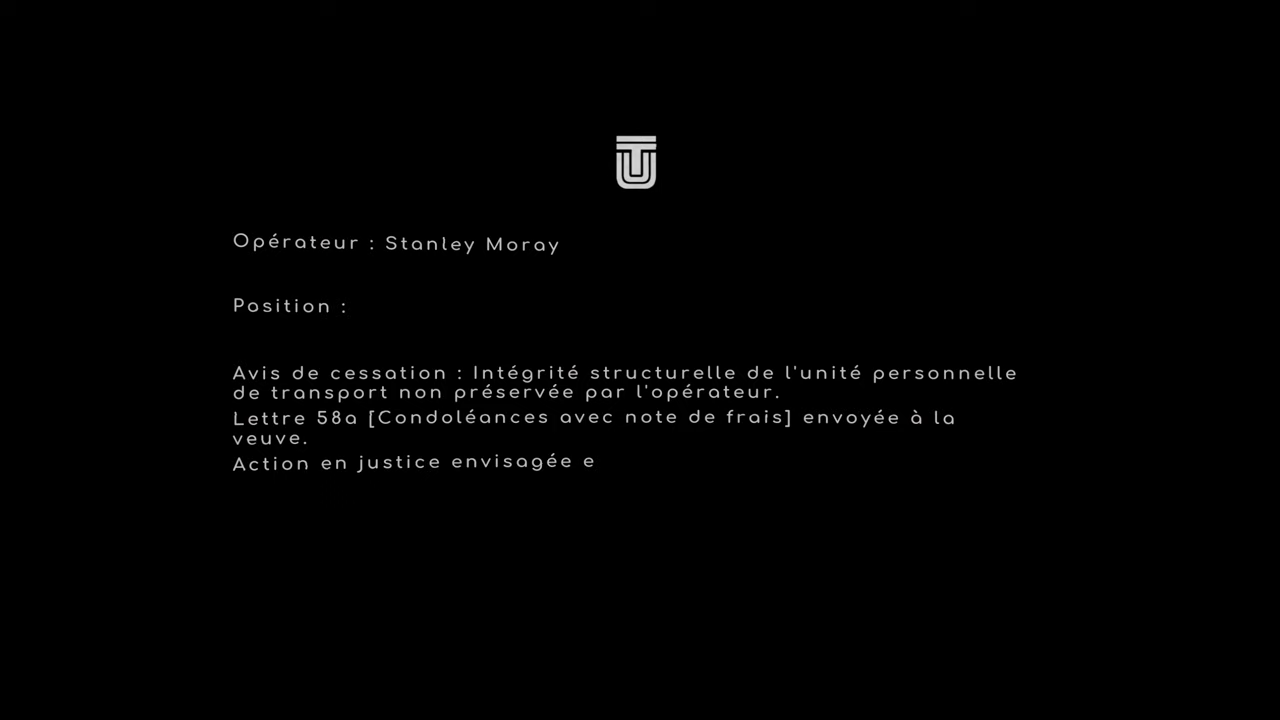 Opérateur : Stanley Moray
Position :
Avis de cessation : Intégrité structurelle de l'unité personnelle
de transport non préservée par l'opérateur.
Lettre 58a [Condoléances avec note de frais] envoyée à la
veuve.
Action en justice envisagée e